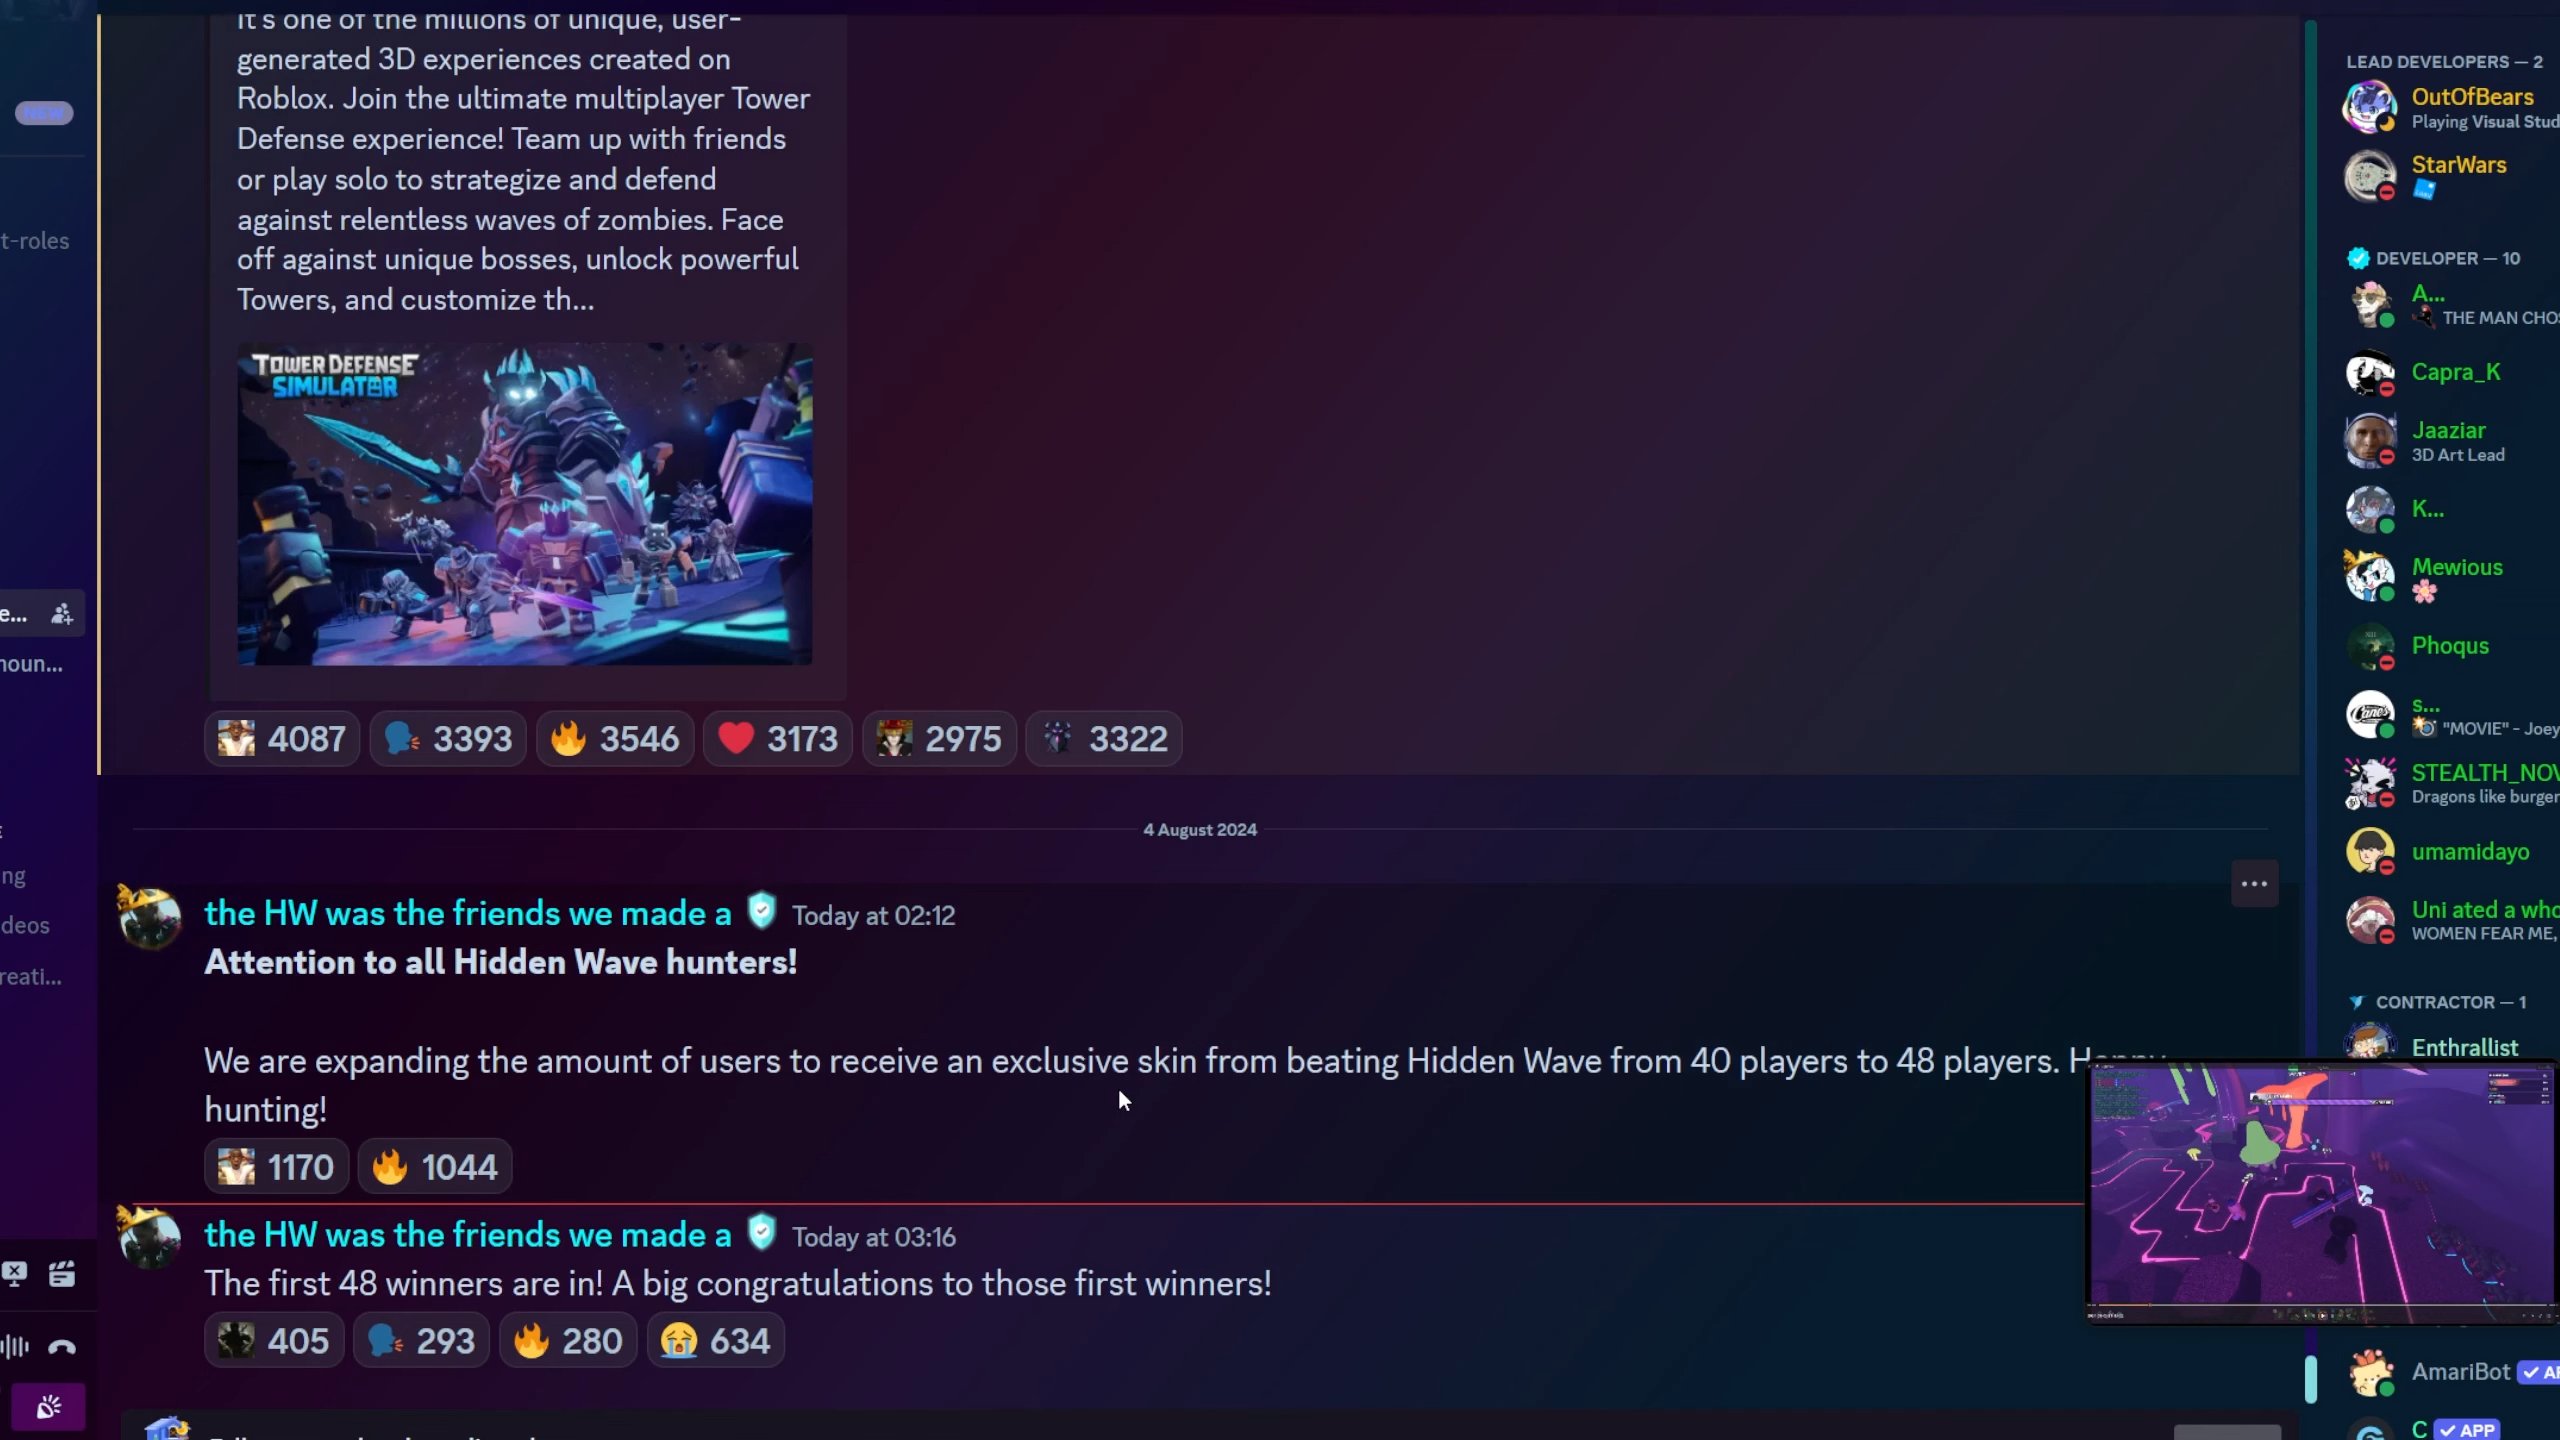 It's one of the millions of unique, user-
generated 3D experiences created on
Roblox. Join the ultimate multiplayer Tower
Defense experience! Team up with friends
or play solo to strategize and defend
against relentless waves of zombies. Face
off against unique bosses, unlock powerful
Towers, and customize th...
TOWER DEFENSE
SIMULATOR
4087 3393 3546 3173 2975 3322
4 August 2024
the HW was the friends we made a Today at 02:12
Attention to all Hidden Wave hunters!
We are expanding the amount of users to receive an exclusive skin from beating Hidden Wave from 40 players to 48 players. Happy
hunting!
1170 1044
the HW was the friends we made a Today at 03:16
The first 48 winners are in! A big congratulations to those first winners!
405 293 280 634
NEW
t-roles
e...
noun...
E
ng
deos
reati...
LEAD DEVELOPERS — 2
OutOfBears
Playing Visual Stud
StarWars
DEVELOPER — 10
A...
THE MAN CHOS
Capra_K
Jaaziar
3D Art Lead
K...
Mewious
Phoqus
s...
"MOVIE" - Joey
STEALTH_NOV
Dragons like burger
umamidayo
Uni ated a who
WOMEN FEAR ME,
CONTRACTOR — 1
Enthrallist
AmariBot
C APP